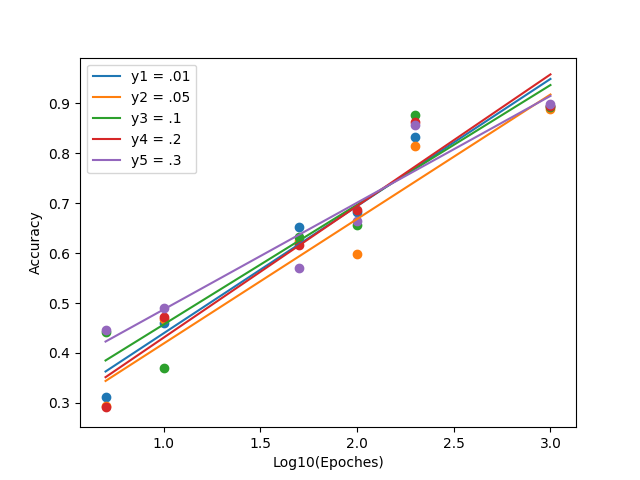 y1 = .01
y2 = .05
y3 = .1
y4 = .2
y5 = .3
0.9
0.8
0.7
0.6
0.5
0.4
0.3
Accuracy
1.0 1.5 2.0 2.5 3.0
Log10(Epoches)